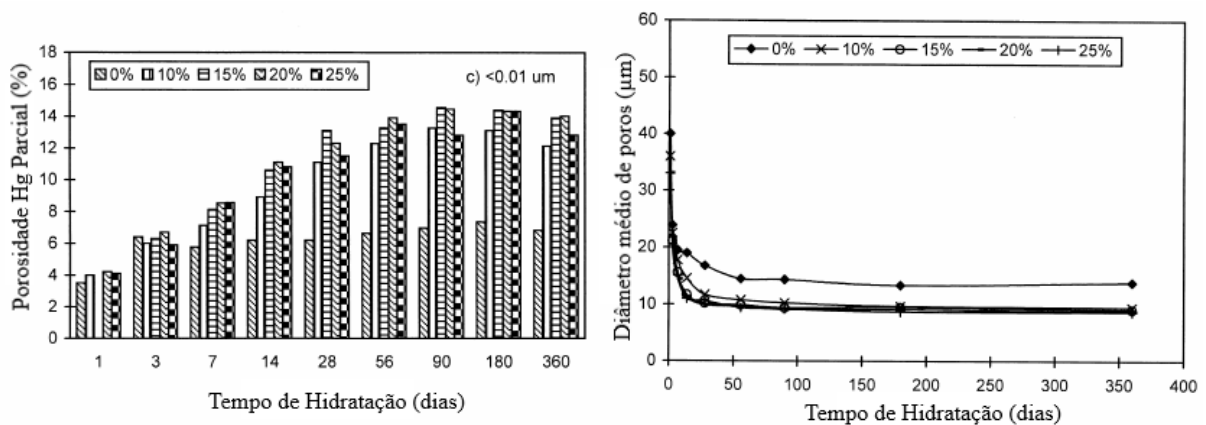 Porosidade Hg Parcial (%)
18
16
14
12
10
8
6
4
2
0
0% 10% 15% 20% 25%
c) <0.01 um
1 3 7 14 28 56 90 180 360
Tempo de Hidratação (dias)
Diâmetro médio de poros (µm)
60
50
40
30
20
10
0
0% 10% 15% 20% 25%
0 50 100 150 200 250 300 350 400
Tempo de Hidratação (dias)